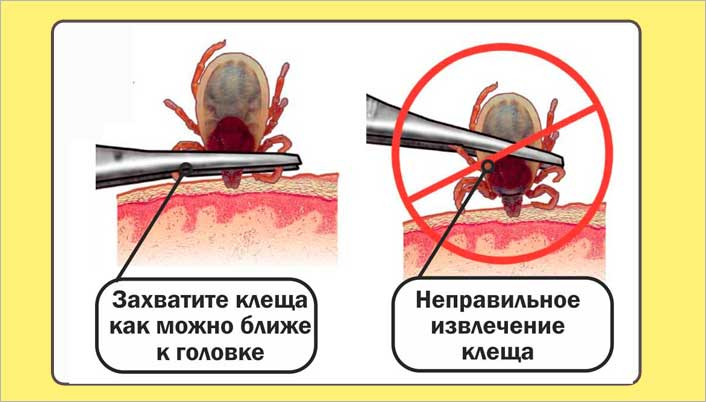 Захватите клеща
как можно ближе
к головке
Неправильное
извлечение
клеща